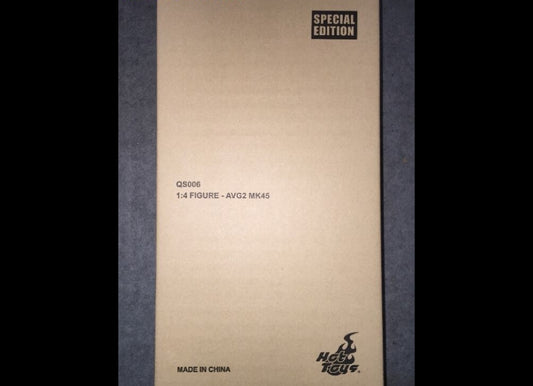 SPECIAL
EDITION
QS006
1:4 FIGURE - AVG2 MK45
Hot
Toys.
MADE IN CHINA